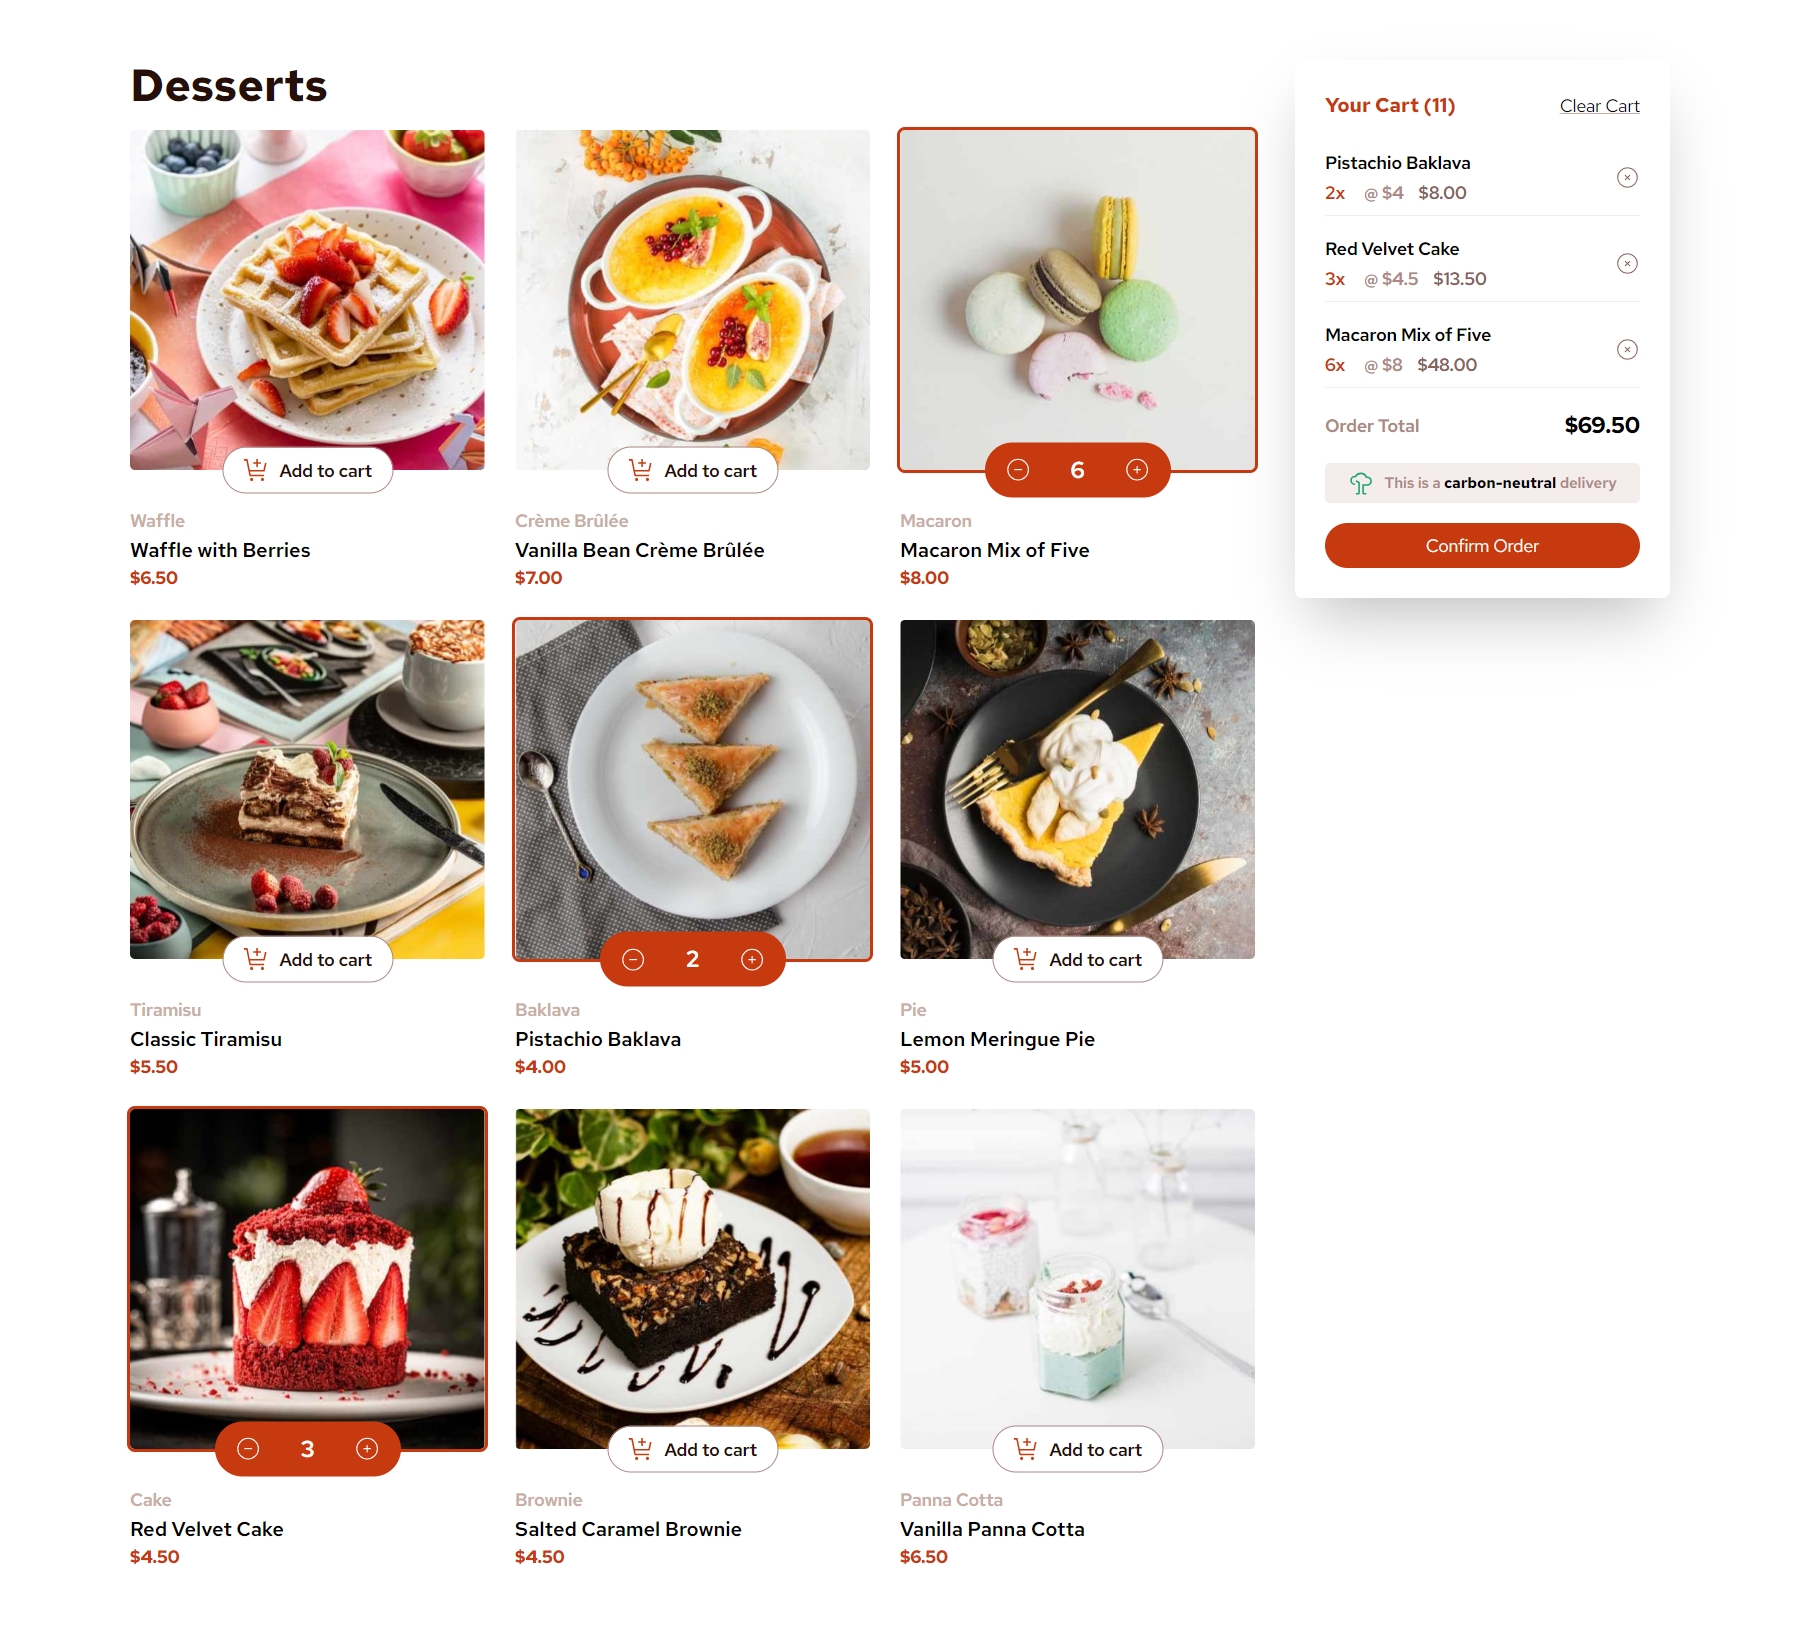 Desserts
Add to cart
Waffle
Waffle with Berries
$6.50
Add to cart
Crème Brûlée
Vanilla Bean Crème Brûlée
$7.00
6
Macaron
Macaron Mix of Five
$8.00
Add to cart
Tiramisu
Classic Tiramisu
$5.50
2
Baklava
Pistachio Baklava
$4.00
Add to cart
Pie
Lemon Meringue Pie
$5.00
3
Cake
Red Velvet Cake
$4.50
Add to cart
Brownie
Salted Caramel Brownie
$4.50
Add to cart
Panna Cotta
Vanilla Panna Cotta
$6.50
Your Cart (11) Clear Cart
Pistachio Baklava
2x @ $4 $8.00
Red Velvet Cake
3x @ $4.5 $13.50
Macaron Mix of Five
6x @ $8 $48.00
Order Total $69.50
This is a carbon-neutral delivery
Confirm Order